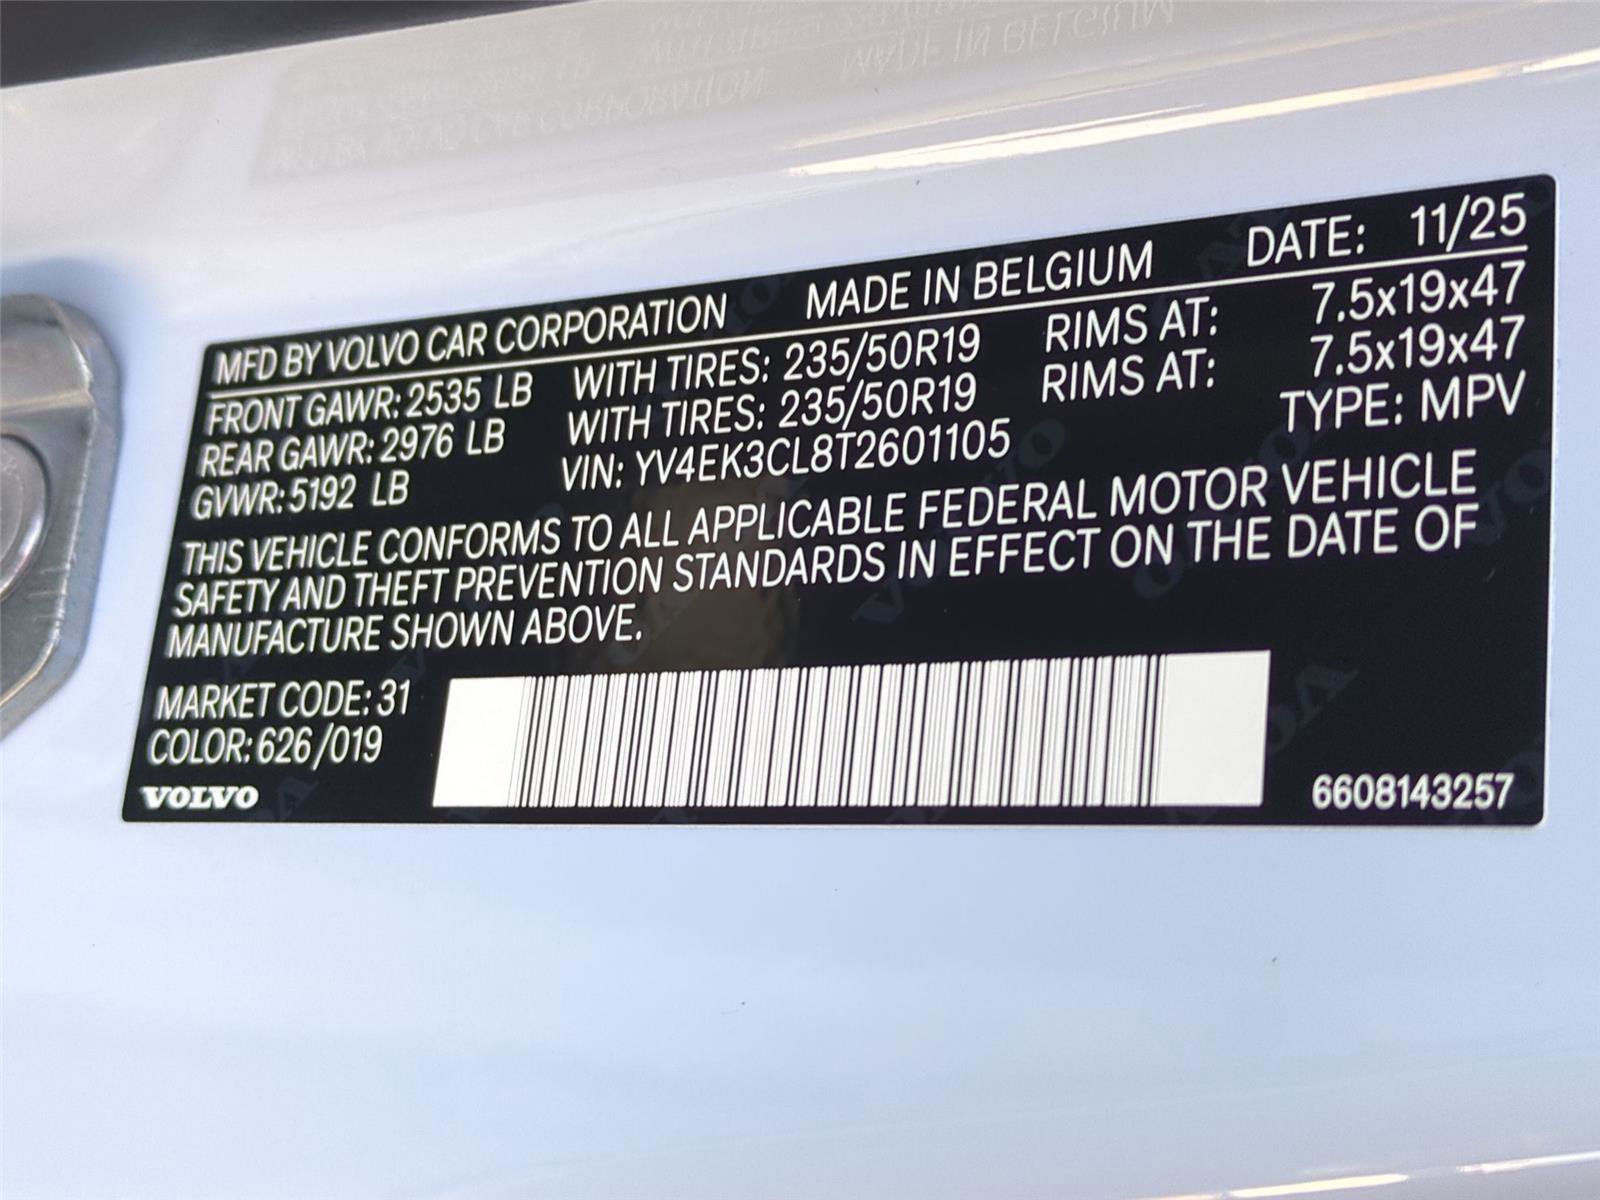 MFD BY VOLVO CAR CORPORATION MADE IN BELGIUM DATE: 11/25
FRONT GAWR: 2535 LB WITH TIRES: 235/50R19 RIMS AT: 7.5x19x47
REAR GAWR: 2976 LB WITH TIRES: 235/50R19 RIMS AT: 7.5x19x47
GVWR: 5192 LB VIN: YV4EK3CL8T2601105 TYPE: MPV
THIS VEHICLE CONFORMS TO ALL APPLICABLE FEDERAL MOTOR VEHICLE
SAFETY AND THEFT PREVENTION STANDARDS IN EFFECT ON THE DATE OF
MANUFACTURE SHOWN ABOVE.
MARKET CODE: 31
COLOR: 626/019
VOLVO
6608143257